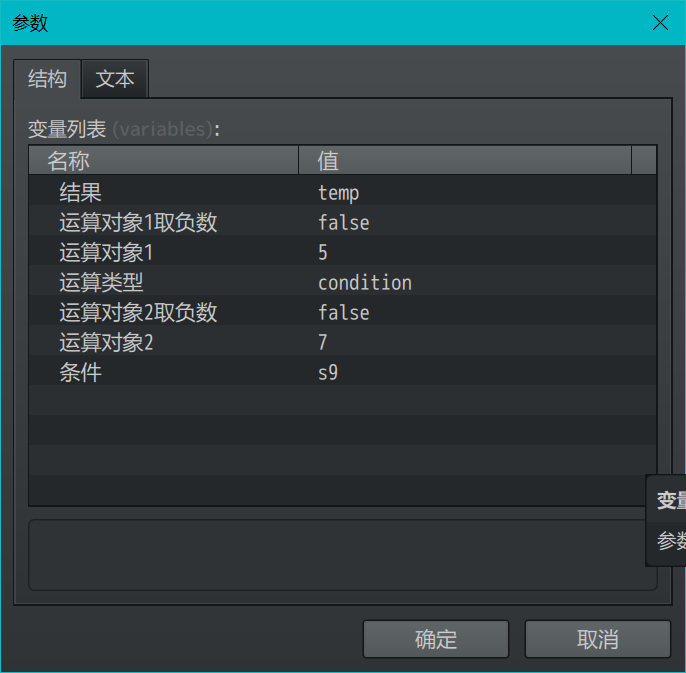 参数
结构 文本
变量列表 (variables):
名称 值
结果 temp
运算对象1取负数 false
运算对象1 5
运算类型 condition
运算对象2取负数 false
运算对象2 7
条件 s9
变量
参数
确定 取消